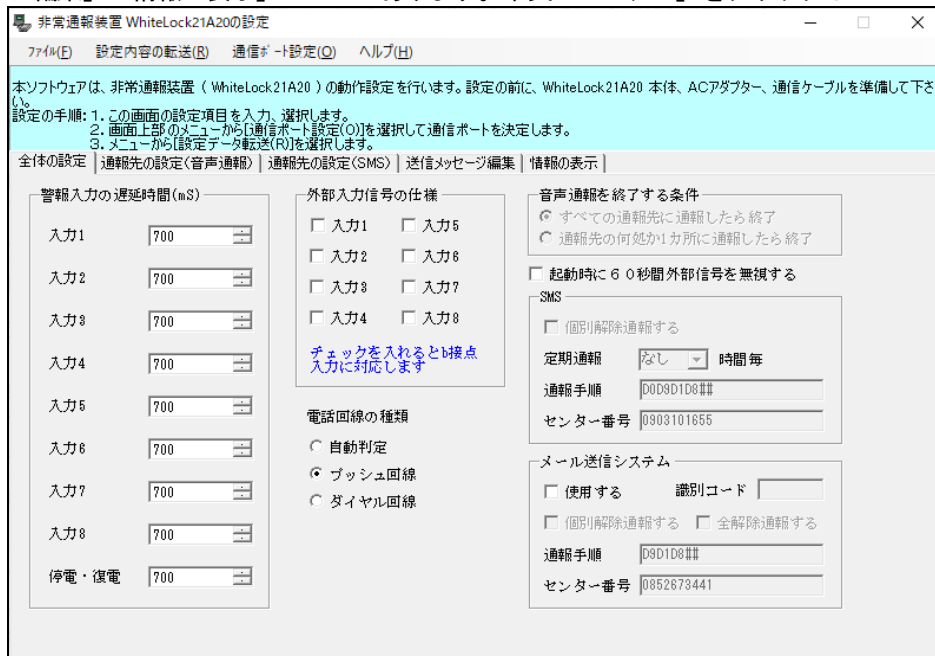 非常通報装置 WhiteLock21A20の設定
ファイル(F) 設定内容の転送(R) 通信ポート設定(O) ヘルプ(H)
本ソフトウェアは、非常通報装置（ WhiteLock21A20 ）の動作設定を行います。設定の前に、WhiteLock21A20 本体、ACアダプター、通信ケーブルを準備して下さい。
設定の手順: 1. この画面の設定項目を入力、選択します。
2. 画面上部のメニューから[通信ポート設定(O)]を選択して通信ポートを決定します。
3. メニューから[設定データ転送(R)]を選択します。
全体の設定 通報先の設定(音声通報) 通報先の設定(SMS) 送信メッセージ編集 情報の表示
警報入力の遅延時間(mS)
入力1 700
入力2 700
入力3 700
入力4 700
入力5 700
入力6 700
入力7 700
入力8 700
停電・復電 700
外部入力信号の仕様
入力1 入力5
入力2 入力6
入力3 入力7
入力4 入力8
チェックを入れるとb接点
入力に対応します
電話回線の種類
自動判定
プッシュ回線
ダイヤル回線
音声通報を終了する条件
すべての通報先に通報したら終了
通報先の何処か1カ所に通報したら終了
起動時に６０秒間外部信号を無視する
SMS
個別解除通報する
定期通報 なし 時間毎
通報手順 D0D9D1D8##
センター番号 0903101655
メール送信システム
使用する 識別コード
個別解除通報する 全解除通報する
通報手順 D9D1D8##
センター番号 0852673441